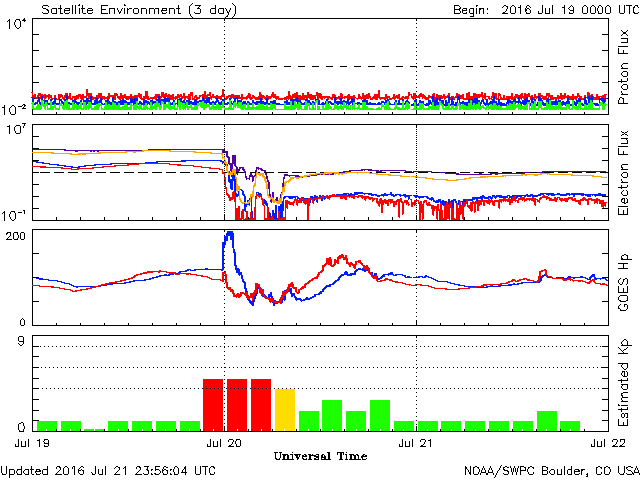 Satellite Environment (3 day) Begin: 2016 Jul 19 0000 UTC
10⁴
10⁻²
Proton Flux
10⁷
10⁻¹
Electron Flux
200
0
GOES Hp
9
0
Estimated Kp
Jul 19 Jul 20 Jul 21 Jul 22
Universal Time
Updated 2016 Jul 21 23:56:04 UTC NOAA/SWPC Boulder, CO USA